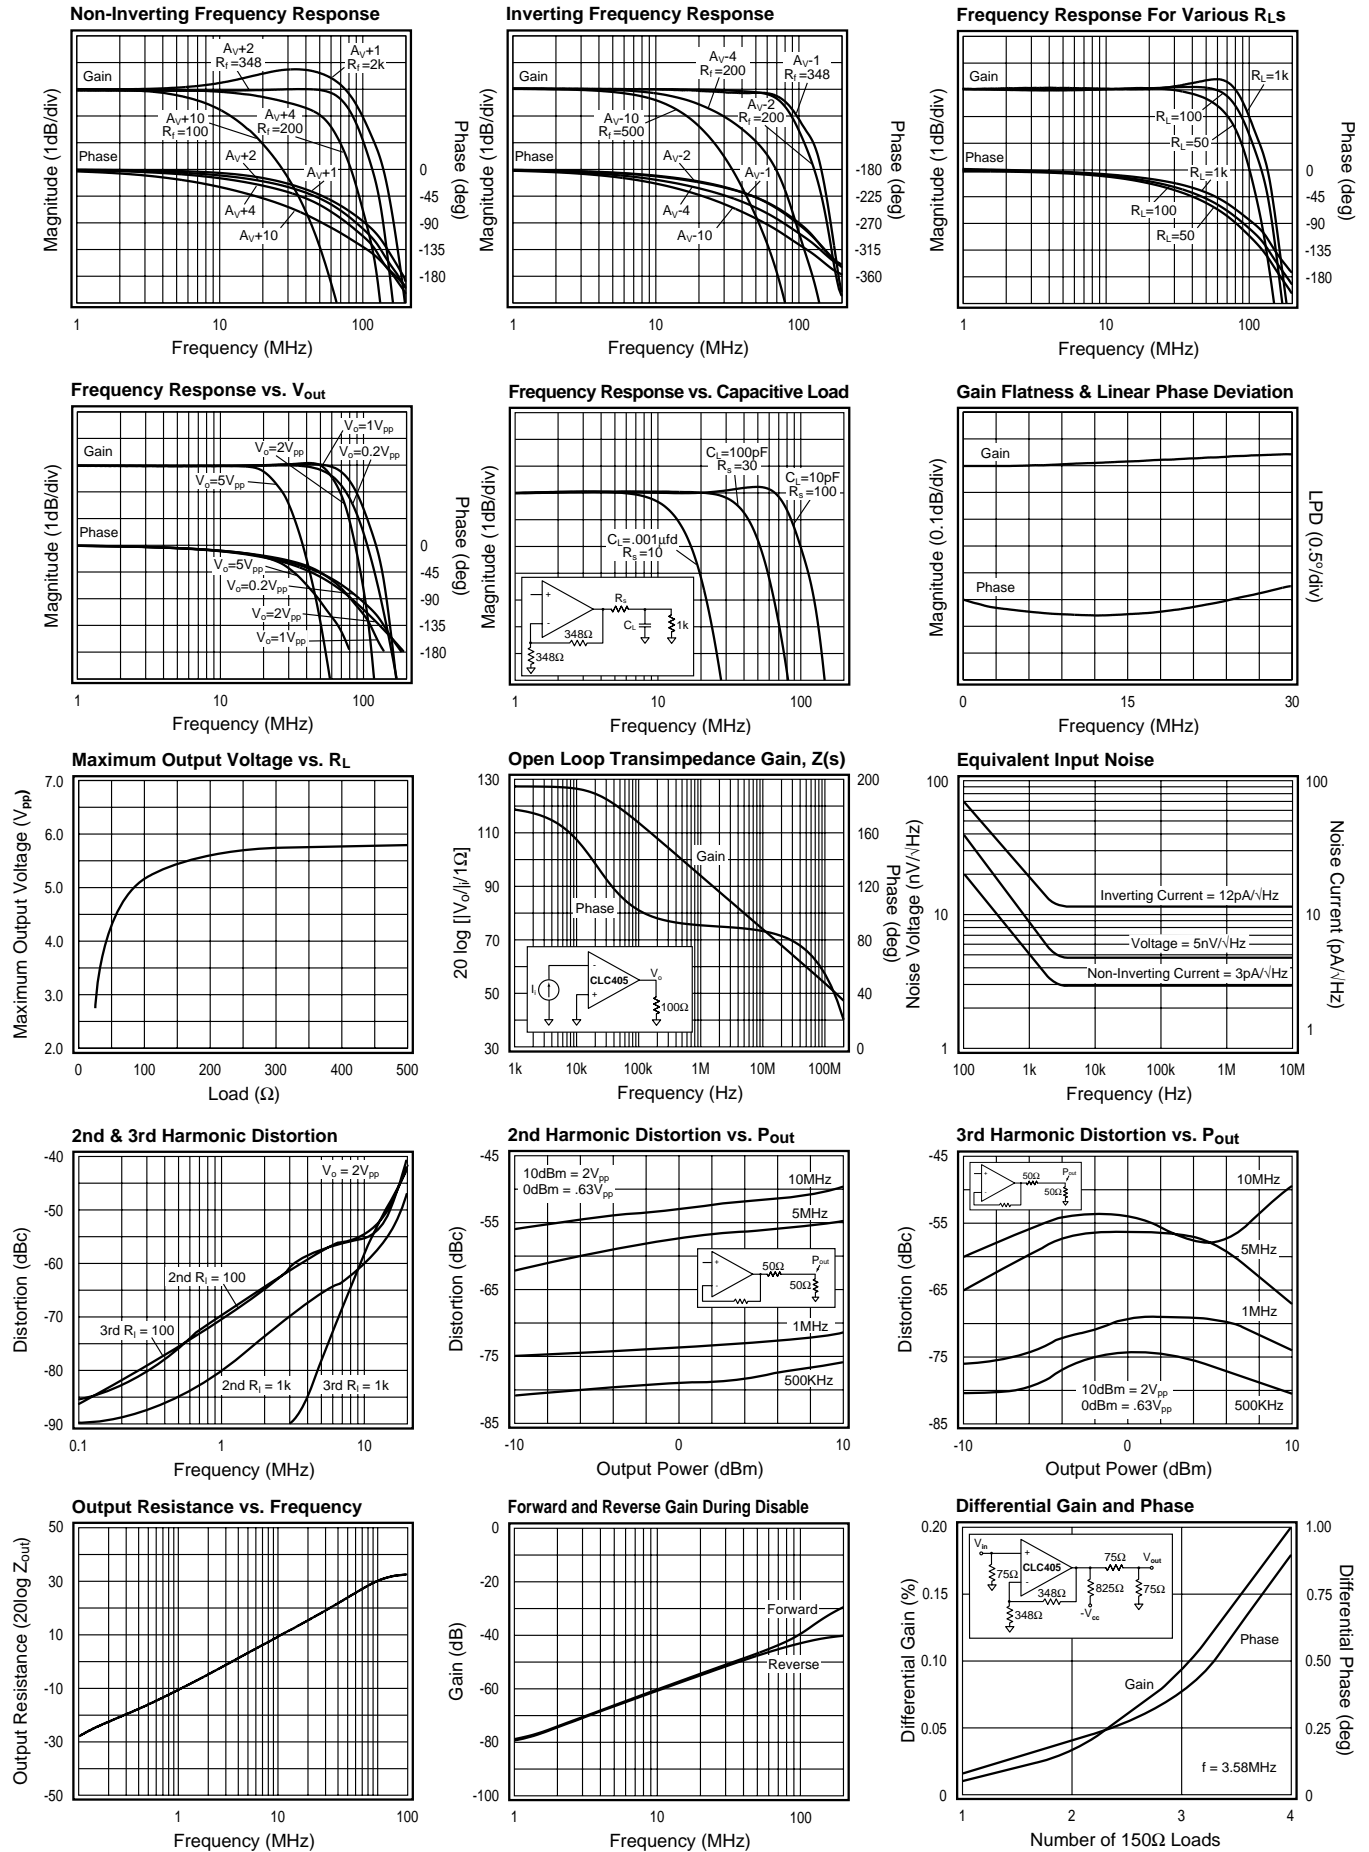 Non-Inverting Frequency Response
Magnitude (1dB/div)
Phase (deg)
Gain
Phase
Av+2
Rf=348
Av+1
Rf=2k
Av+10
Rf=100
Av+4
Rf=200
Av+2
Av+1
Av+4
Av+10
0
-45
-90
-135
-180
1
10
100
Frequency (MHz)
Inverting Frequency Response
Magnitude (1dB/div)
Phase (deg)
Gain
Phase
Av-4
Rf=200
Av-1
Rf=348
Av-10
Rf=500
Av-2
Rf=200
Av-2
Av-1
Av-4
Av-10
-180
-225
-270
-315
-360
1
10
100
Frequency (MHz)
Frequency Response For Various RLs
Magnitude (1dB/div)
Phase (deg)
Gain
Phase
RL=1k
RL=100
RL=50
RL=1k
RL=100
RL=50
0
-45
-90
-135
-180
1
10
100
Frequency (MHz)
Frequency Response vs. Vout
Magnitude (1dB/div)
Phase (deg)
Gain
Phase
Vo=1Vpp
Vo=2Vpp
Vo=0.2Vpp
Vo=5Vpp
Vo=5Vpp
Vo=0.2Vpp
Vo=2Vpp
Vo=1Vpp
0
-45
-90
-135
-180
1
10
100
Frequency (MHz)
Frequency Response vs. Capacitive Load
Magnitude (1dB/div)
CL=100pF
Rs=30
CL=10pF
Rs=100
CL=.001µfd
Rs=10
+
-
Rs
CL
1k
348Ω
348Ω
1
10
100
Frequency (MHz)
Gain Flatness & Linear Phase Deviation
Magnitude (0.1dB/div)
LPD (0.5º/div)
Gain
Phase
0
15
30
Frequency (MHz)
Maximum Output Voltage vs. RL
Maximum Output Voltage (Vpp)
7.0
6.0
5.0
4.0
3.0
2.0
0
100
200
300
400
500
Load (Ω)
Open Loop Transimpedance Gain, Z(s)
20 log [|Vo/Ii|/1Ω]
Phase (deg)
130
110
90
70
50
30
200
160
120
80
40
0
Gain
Phase
Ii
-
CLC405
+
Vo
100Ω
1k
10k
100k
1M
10M
100M
Frequency (Hz)
Equivalent Input Noise
Noise Voltage (nV/√Hz)
Noise Current (pA/√Hz)
100
10
1
100
10
1
Inverting Current = 12pA/√Hz
Voltage = 5nV/√Hz
Non-Inverting Current = 3pA/√Hz
100
1k
10k
100k
1M
10M
Frequency (Hz)
2nd & 3rd Harmonic Distortion
Distortion (dBc)
-40
-50
-60
-70
-80
-90
Vo = 2Vpp
2nd Rl = 100
3rd Rl = 100
2nd Rl = 1k
3rd Rl = 1k
0.1
1
10
Frequency (MHz)
2nd Harmonic Distortion vs. Pout
Distortion (dBc)
-45
-55
-65
-75
-85
10dBm = 2Vpp
0dBm = .63Vpp
10MHz
5MHz
1MHz
500KHz
+
-
50Ω
Pout
50Ω
-10
0
10
Output Power (dBm)
3rd Harmonic Distortion vs. Pout
Distortion (dBc)
-45
-55
-65
-75
-85
+
-
50Ω
Pout
50Ω
10MHz
5MHz
1MHz
500KHz
10dBm = 2Vpp
0dBm = .63Vpp
-10
0
10
Output Power (dBm)
Output Resistance vs. Frequency
Output Resistance (20log Zout)
50
30
10
-10
-30
-50
1
10
100
Frequency (MHz)
Forward and Reverse Gain During Disable
Gain (dB)
0
-20
-40
-60
-80
-100
Forward
Reverse
1
10
100
Frequency (MHz)
Differential Gain and Phase
Differential Gain (%)
Differential Phase (deg)
0.20
0.15
0.10
0.05
0
1.00
0.75
0.50
0.25
0
Vin
75Ω
+
CLC405
-
348Ω
348Ω
75Ω
Vout
825Ω
75Ω
-Vcc
Phase
Gain
f = 3.58MHz
1
2
3
4
Number of 150Ω Loads